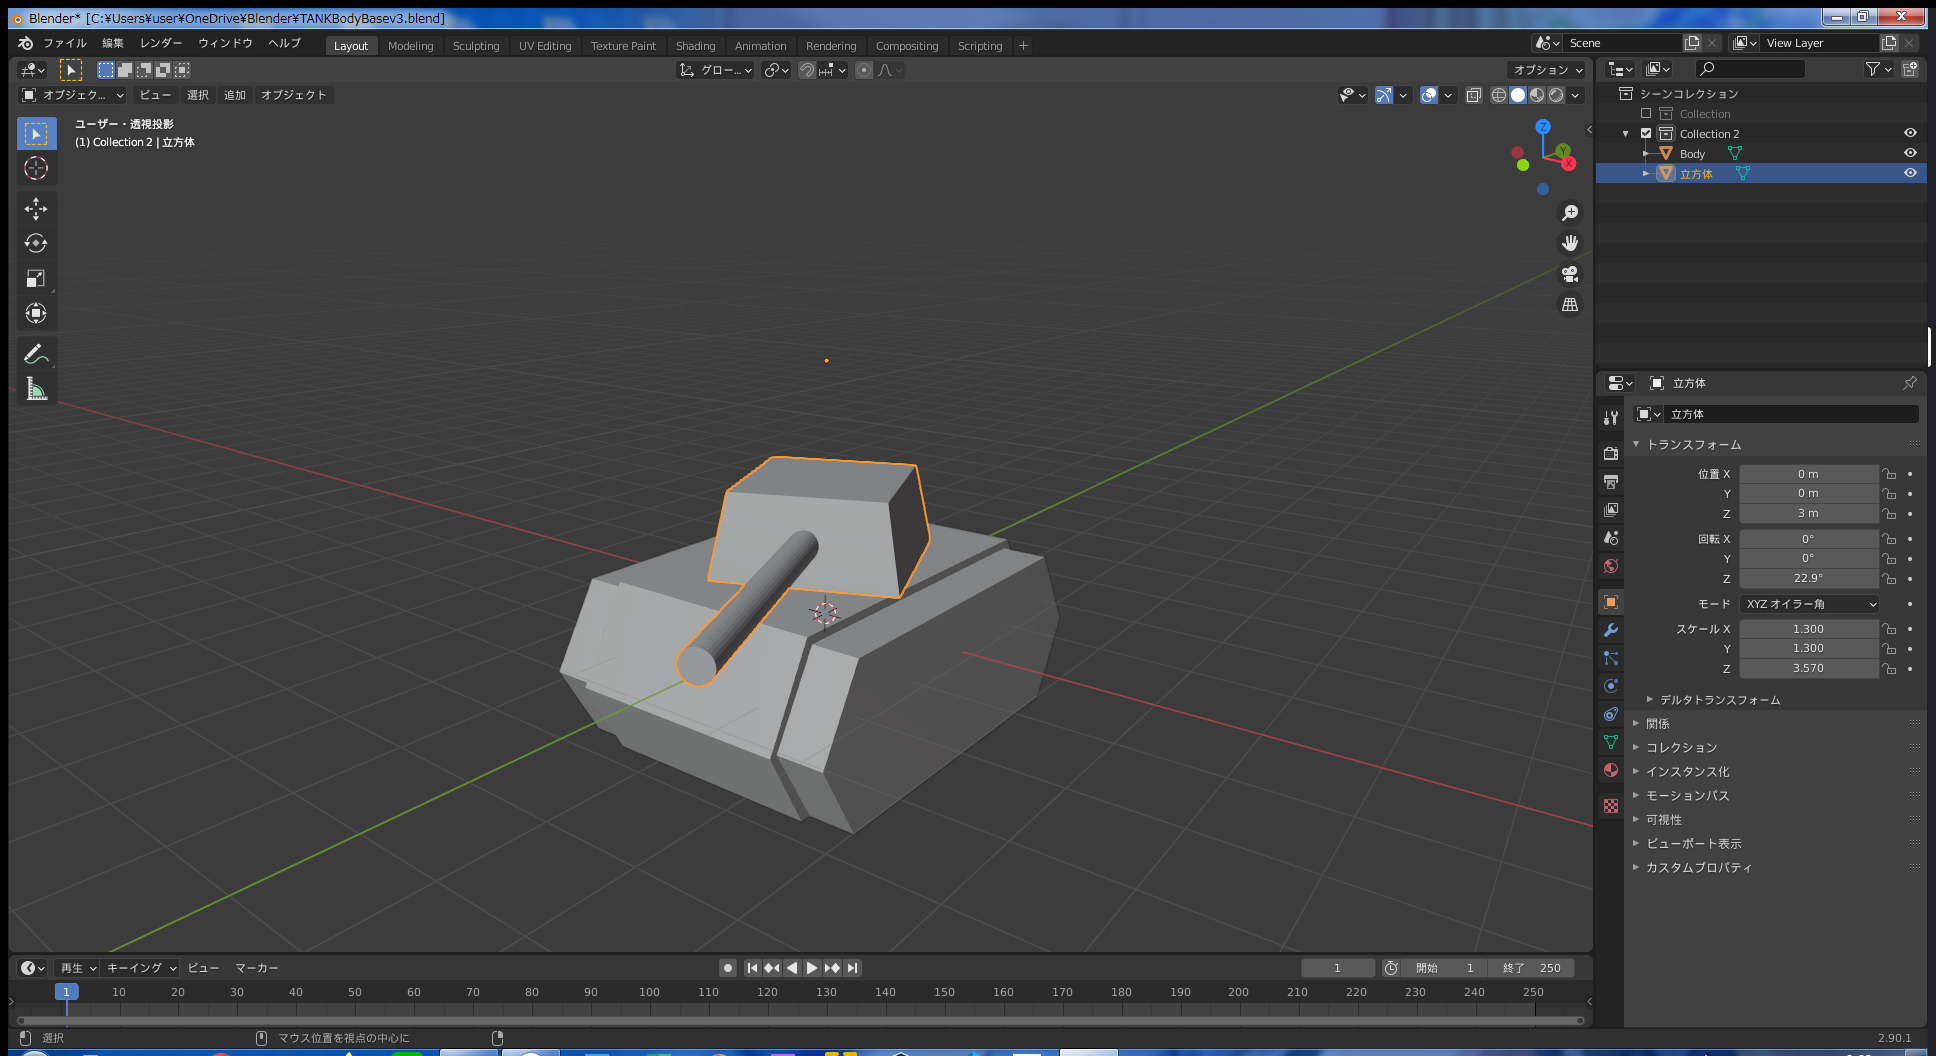 Blender* [C:¥Users¥user¥OneDrive¥Blender¥TANKBodyBasev3.blend]
ファイル 編集 レンダー ウィンドウ ヘルプ Layout Modeling Sculpting UV Editing Texture Paint Shading Animation Rendering Compositing Scripting + Scene View Layer
グロー... オプション
オブジェク... ビュー 選択 追加 オブジェクト
ユーザー・透視投影
(1) Collection 2 | 立方体
Z
Y
X
シーンコレクション
Collection
Collection 2
Body
立方体
立方体
立方体
トランスフォーム
位置 X 0 m
Y 0 m
Z 3 m
回転 X 0°
Y 0°
Z 22.9°
モード XYZ オイラー角
スケール X 1.300
Y 1.300
Z 3.570
デルタトランスフォーム
関係
コレクション
インスタンス化
モーションパス
可視性
ビューポート表示
カスタムプロパティ
再生 キーイング ビュー マーカー 1 開始 1 終了 250
1 10 20 30 40 50 60 70 80 90 100 110 120 130 140 150 160 170 180 190 200 210 220 230 240 250
選択 マウス位置を視点の中心に 2.90.1